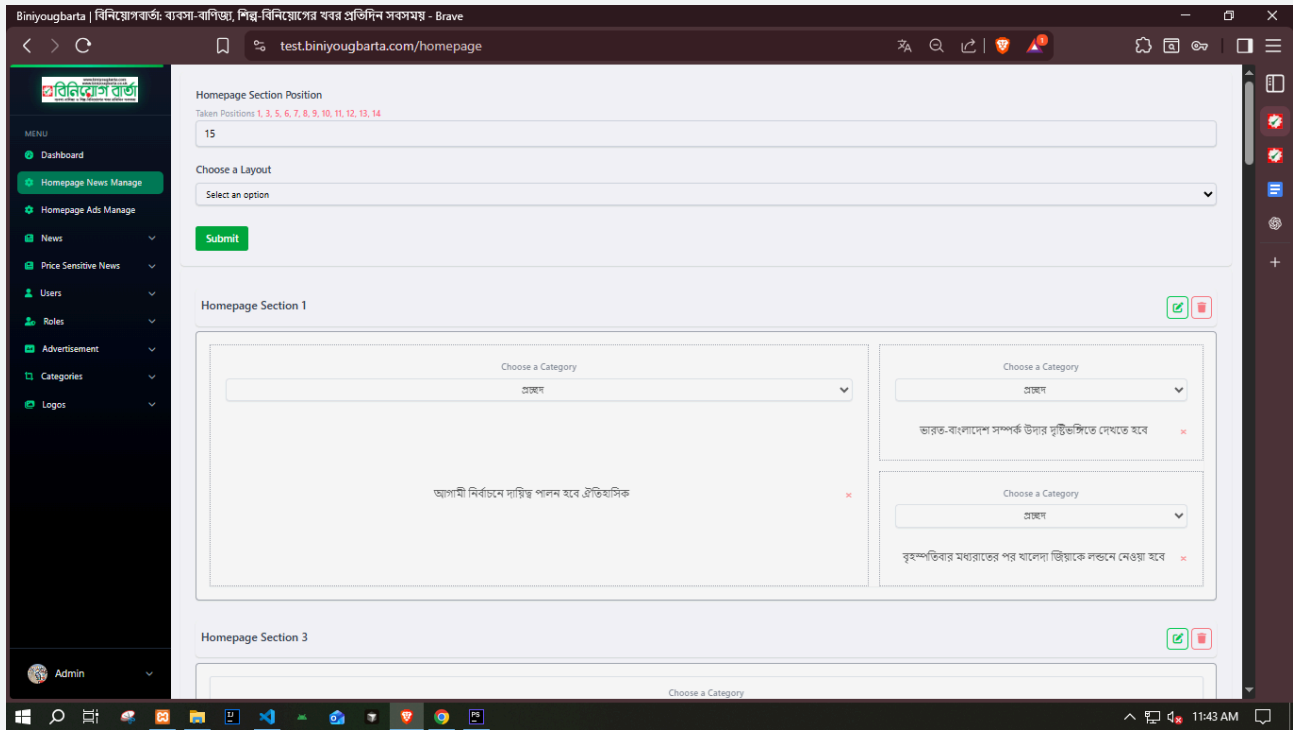 Biniyougbarta | বিনিয়োগবার্তা: ব্যবসা-বাণিজ্য, শিল্প-বিনিয়োগের খবর প্রতিদিন সবসময় - Brave
test.biniyougbarta.com/homepage
বিনিয়োগ বার্তা
MENU
Dashboard
Homepage News Manage
Homepage Ads Manage
News
Price Sensitive News
Users
Roles
Advertisement
Categories
Logos
Admin
Homepage Section Position
Taken Positions 1, 3, 5, 6, 7, 8, 9, 10, 11, 12, 13, 14
15
Choose a Layout
Select an option
Submit
Homepage Section 1
Choose a Category
প্রচ্ছদ
আগামী নির্বাচনে দায়িত্ব পালন হবে ঐতিহাসিক
Choose a Category
প্রচ্ছদ
ভারত-বাংলাদেশ সম্পর্ক উদার দৃষ্টিভঙ্গিতে দেখতে হবে
Choose a Category
প্রচ্ছদ
বৃহস্পতিবার মধ্যরাতের পর খালেদা জিয়াকে লন্ডনে নেওয়া হবে
Homepage Section 3
Choose a Category
11:43 AM